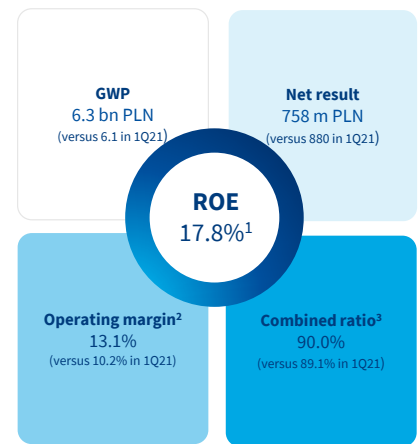 GWP
6.3 bn PLN
(versus 6.1 in 1Q21)
Net result
758 m PLN
(versus 880 in 1Q21)
ROE
17.8%¹
Operating margin²
13.1%
(versus 10.2% in 1Q21)
Combined ratio³
90.0%
(versus 89.1% in 1Q21)